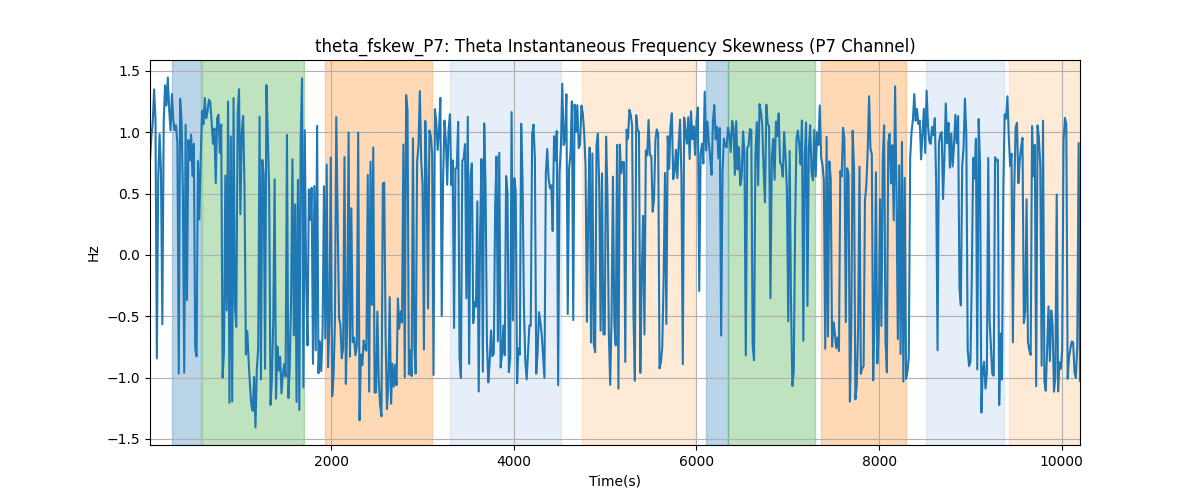 theta_fskew_P7: Theta Instantaneous Frequency Skewness (P7 Channel)
1.5
1.0
0.5
0.0
−0.5
−1.0
−1.5
Hz
2000 4000 6000 8000 10000
Time(s)